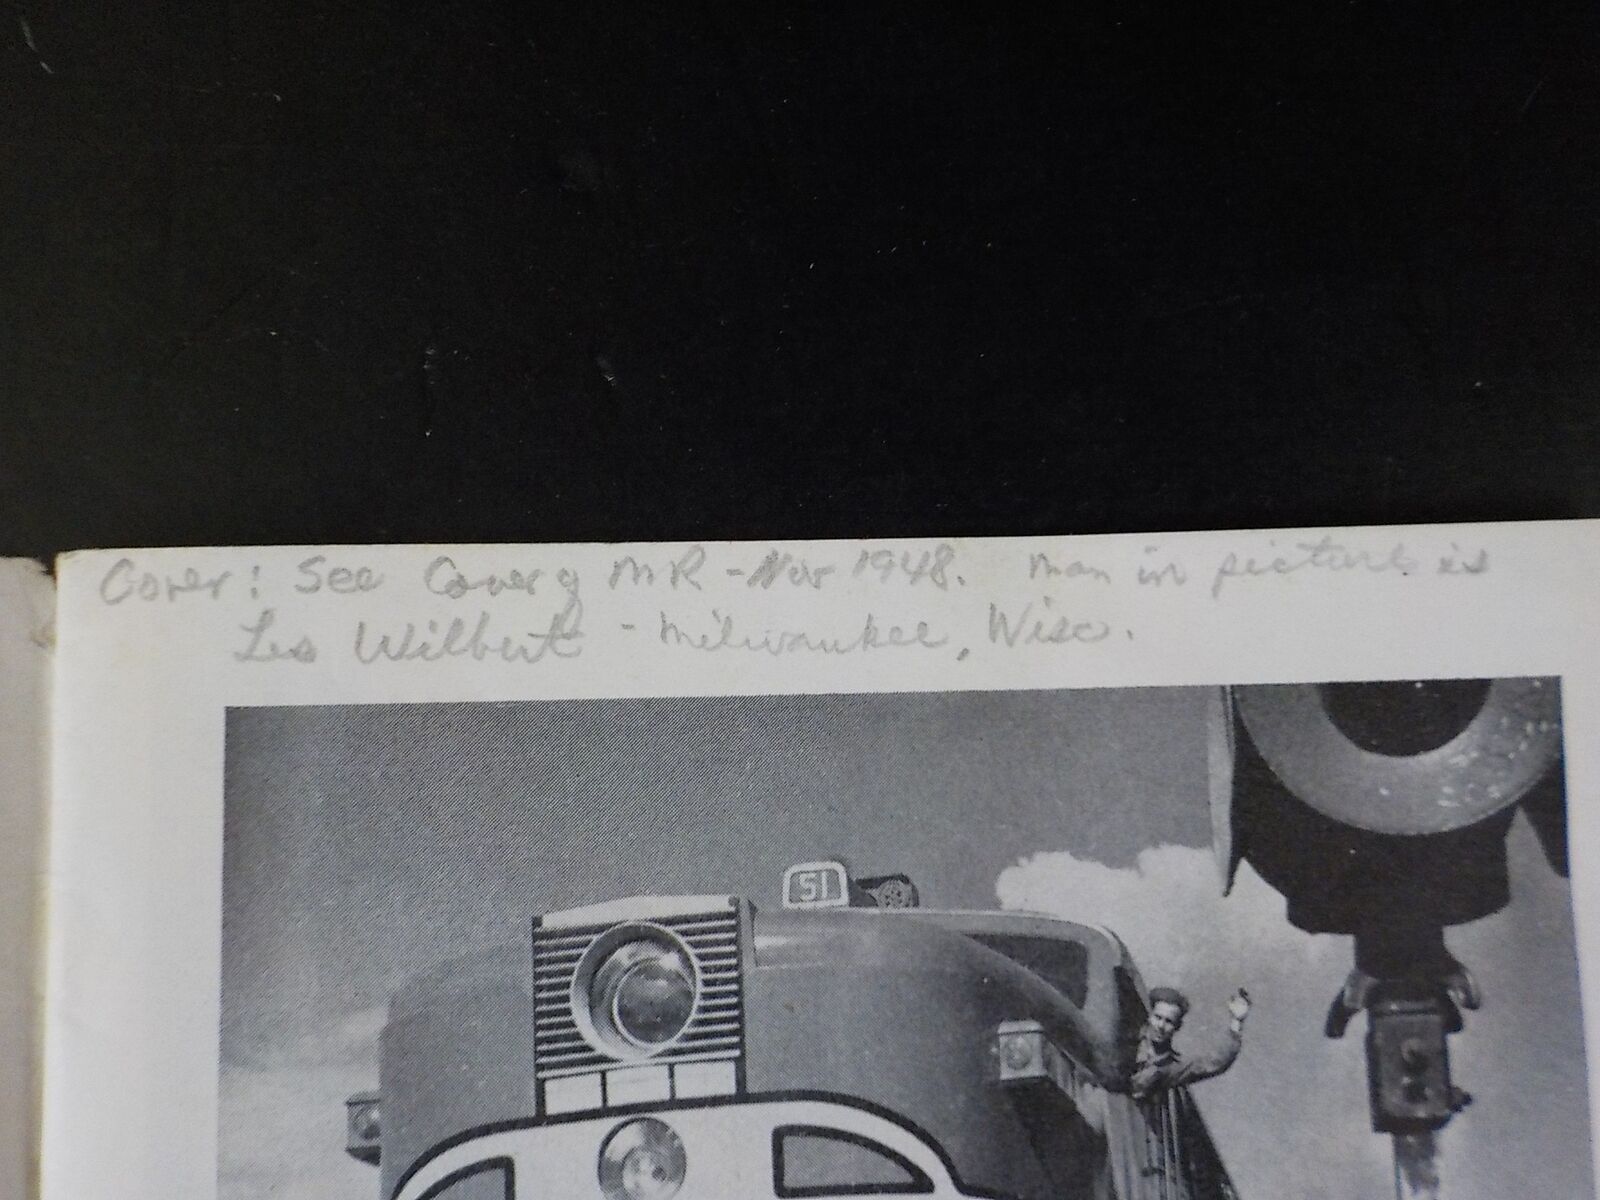 Cover: See Cover of MR - Nov 1948. Man in picture is
Les Wilbert - Milwaukee, Wisc.
51